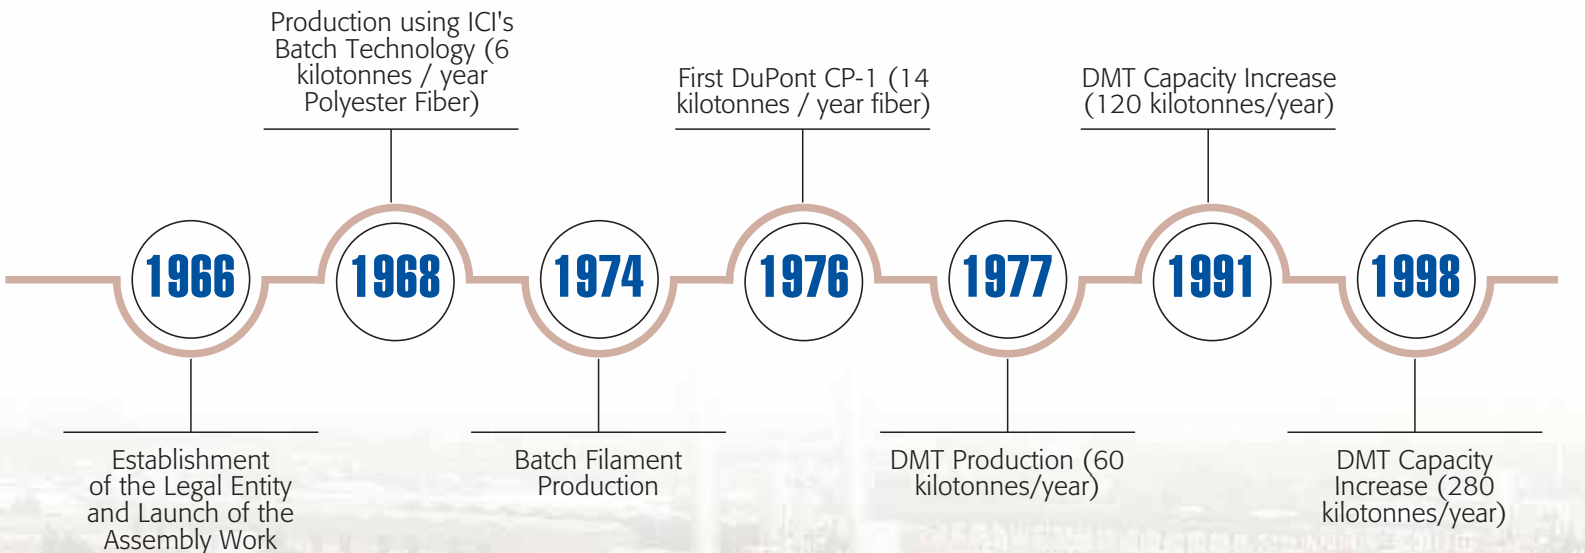 Production using ICI's
Batch Technology (6
kilotonnes / year
Polyester Fiber)
First DuPont CP-1 (14
kilotonnes / year fiber)
DMT Capacity Increase
(120 kilotonnes/year)
1966
1968
1974
1976
1977
1991
1998
Establishment
of the Legal Entity
and Launch of the
Assembly Work
Batch Filament
Production
DMT Production (60
kilotonnes/year)
DMT Capacity
Increase (280
kilotonnes/year)